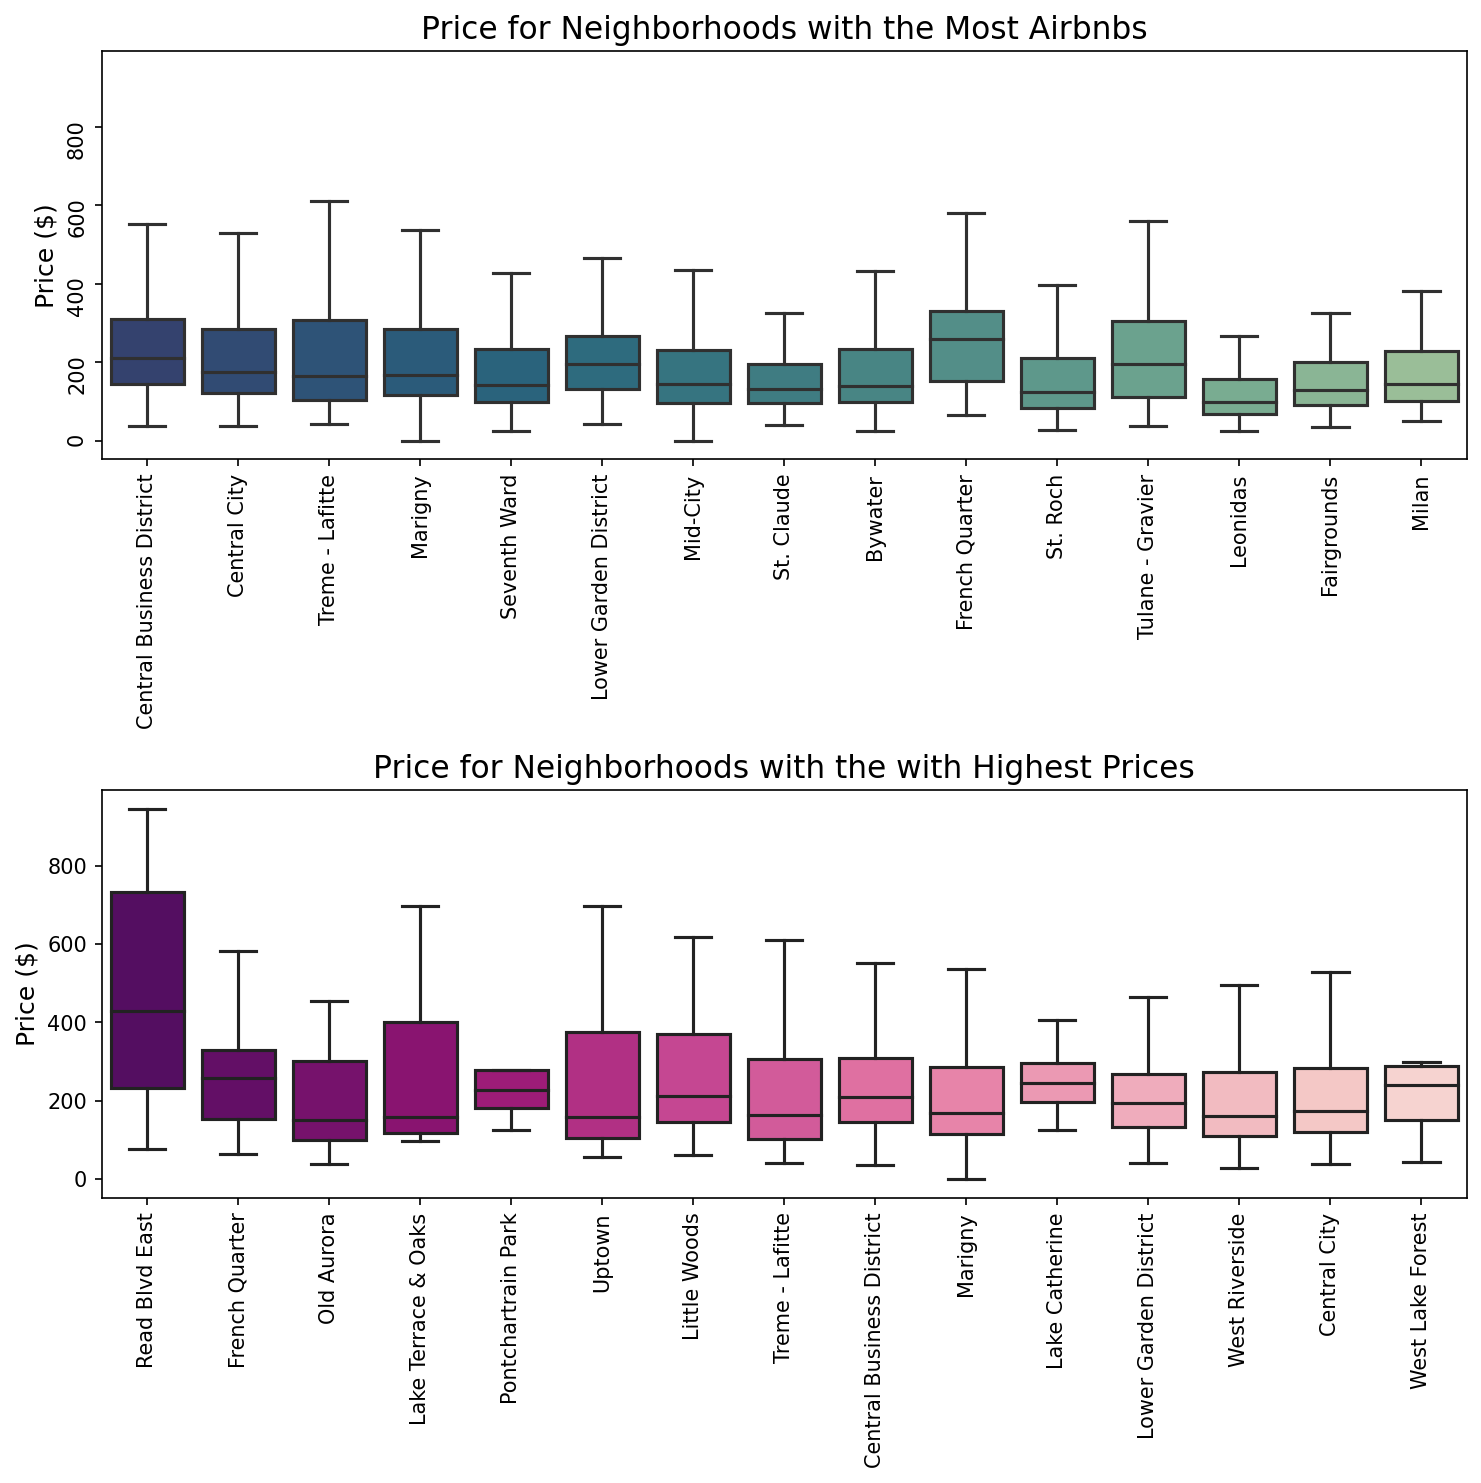 Price for Neighborhoods with the Most Airbnbs
Price ($)
800
600
400
200
0
Central Business District
Central City
Treme - Lafitte
Marigny
Seventh Ward
Lower Garden District
Mid-City
St. Claude
Bywater
French Quarter
St. Roch
Tulane - Gravier
Leonidas
Fairgrounds
Milan
Price for Neighborhoods with the with Highest Prices
Price ($)
800
600
400
200
0
Read Blvd East
French Quarter
Old Aurora
Lake Terrace & Oaks
Pontchartrain Park
Uptown
Little Woods
Treme - Lafitte
Central Business District
Marigny
Lake Catherine
Lower Garden District
West Riverside
Central City
West Lake Forest